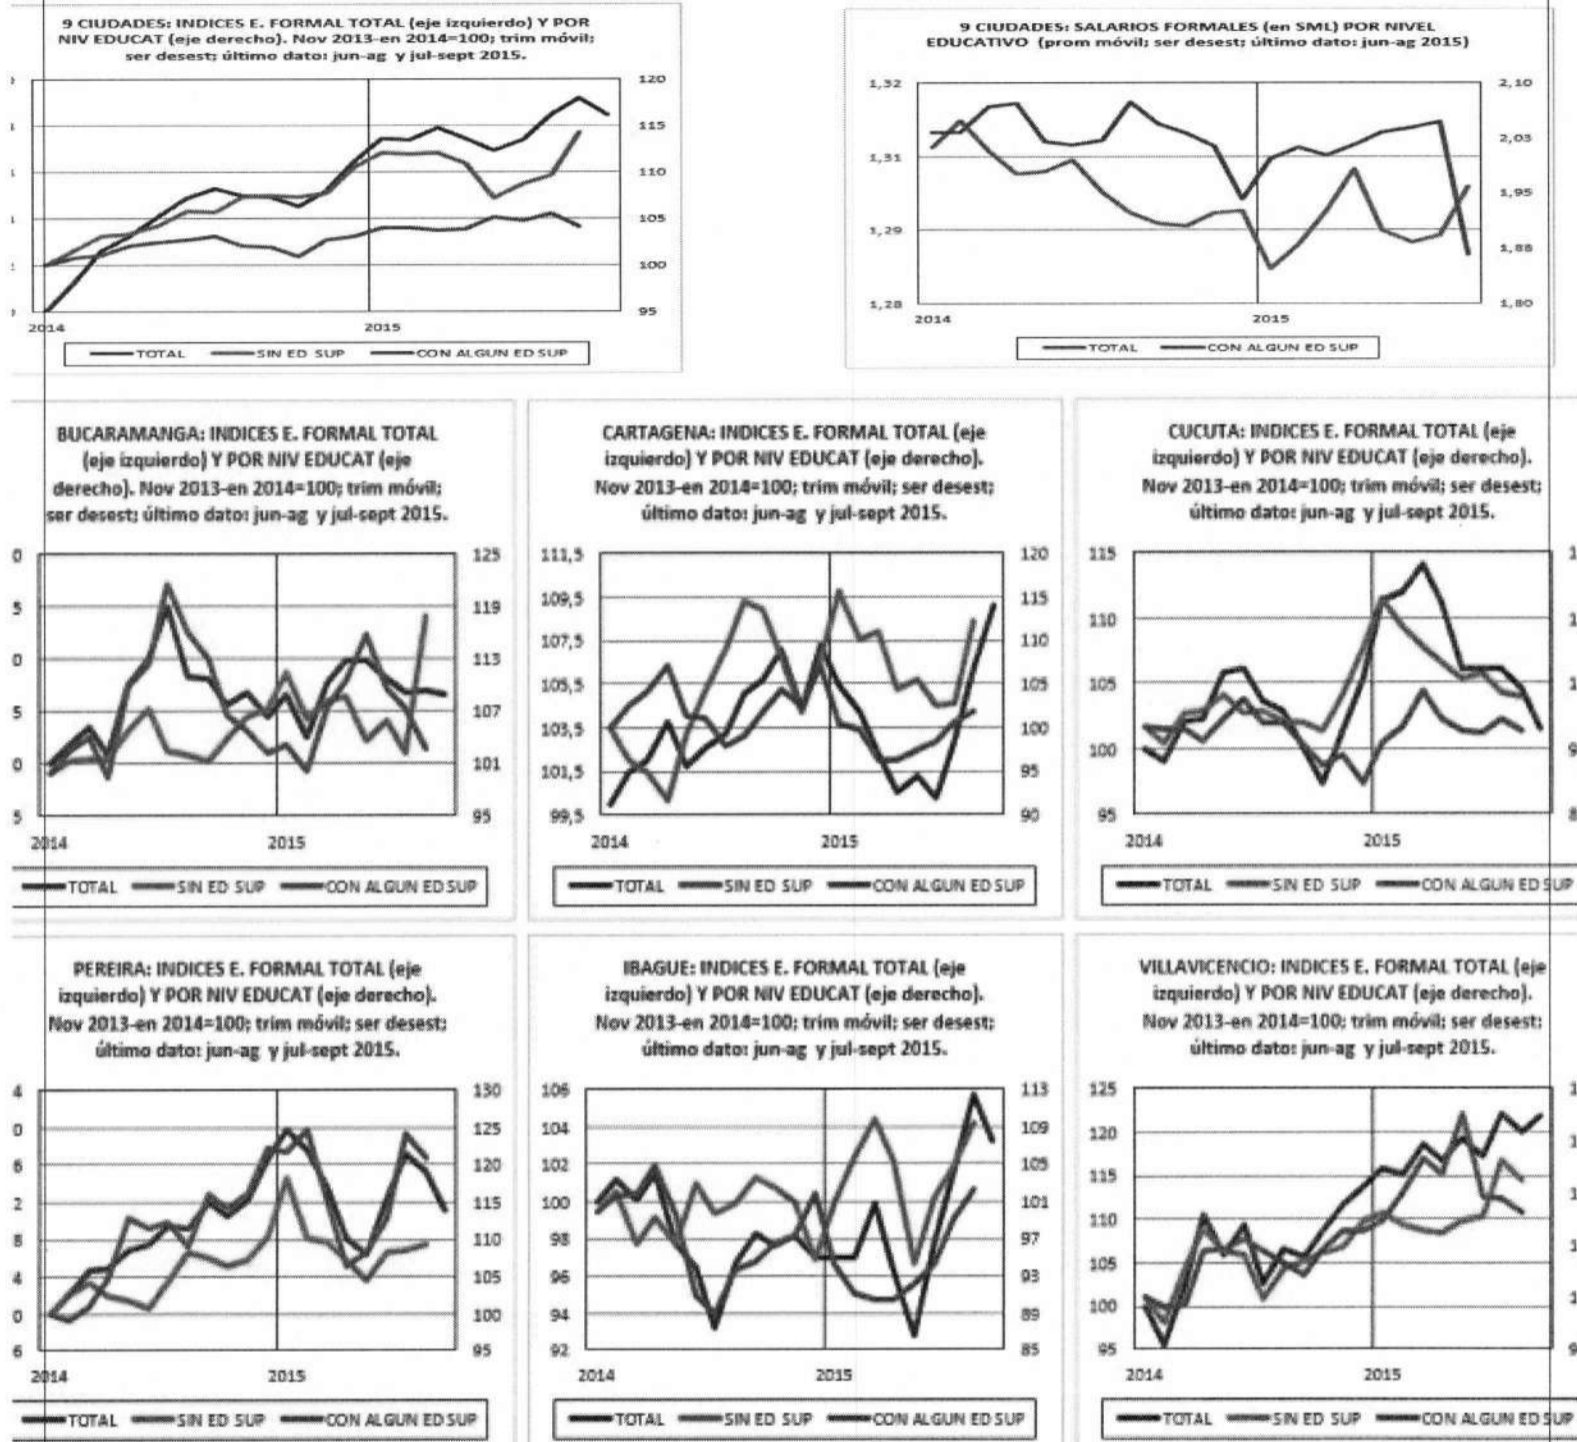 9 CIUDADES: INDICES E. FORMAL TOTAL (eje izquierdo) Y POR
NIV EDUCAT (eje derecho). Nov 2013-en 2014=100; trim móvil;
ser desest; último dato: jun-ag y jul-sept 2015.
120
115
110
105
100
95
2014
2015
TOTAL SIN ED SUP CON ALGUN ED SUP
9 CIUDADES: SALARIOS FORMALES (en SML) POR NIVEL
EDUCATIVO (prom móvil; ser desest; último dato: jun-ag 2015)
1,32
1,31
1,29
1,28
2,10
2,03
1,95
1,88
1,80
2014
2015
TOTAL CON ALGUN ED SUP
BUCARAMANGA: INDICES E. FORMAL TOTAL
(eje izquierdo) Y POR NIV EDUCAT (eje
derecho). Nov 2013-en 2014=100; trim móvil;
ser desest; último dato: jun-ag y jul-sept 2015.
0
5
0
5
0
5
125
119
113
107
101
95
2014
2015
TOTAL SIN ED SUP CON ALGUN ED SUP
CARTAGENA: INDICES E. FORMAL TOTAL (eje
izquierdo) Y POR NIV EDUCAT (eje derecho).
Nov 2013-en 2014=100; trim móvil; ser desest;
último dato: jun-ag y jul-sept 2015.
111,5
109,5
107,5
105,5
103,5
101,5
99,5
120
115
110
105
100
95
90
2014
2015
TOTAL SIN ED SUP CON ALGUN ED SUP
CUCUTA: INDICES E. FORMAL TOTAL (eje
izquierdo) Y POR NIV EDUCAT (eje derecho).
Nov 2013-en 2014=100; trim móvil; ser desest;
último dato: jun-ag y jul-sept 2015.
115
110
105
100
95
2014
2015
TOTAL SIN ED SUP CON ALGUN ED SUP
PEREIRA: INDICES E. FORMAL TOTAL (eje
izquierdo) Y POR NIV EDUCAT (eje derecho).
Nov 2013-en 2014=100; trim móvil; ser desest;
último dato: jun-ag y jul-sept 2015.
4
0
6
2
8
4
0
6
130
125
120
115
110
105
100
95
2014
2015
TOTAL SIN ED SUP CON ALGUN ED SUP
IBAGUE: INDICES E. FORMAL TOTAL (eje
izquierdo) Y POR NIV EDUCAT (eje derecho).
Nov 2013-en 2014=100; trim móvil; ser desest;
último dato: jun-ag y jul-sept 2015.
106
104
102
100
98
96
94
92
113
109
105
101
97
93
89
85
2014
2015
TOTAL SIN ED SUP CON ALGUN ED SUP
VILLAVICENCIO: INDICES E. FORMAL TOTAL (eje
izquierdo) Y POR NIV EDUCAT (eje derecho).
Nov 2013-en 2014=100; trim móvil; ser desest;
último dato: jun-ag y jul-sept 2015.
125
120
115
110
105
100
95
2014
2015
TOTAL SIN ED SUP CON ALGUN ED SUP